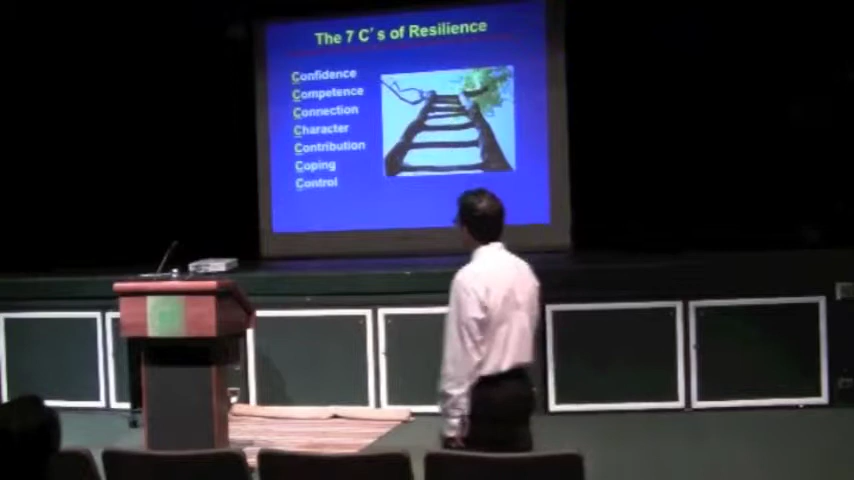 The 7 C's of Resilience
Confidence
Competence
Connection
Character
Contribution
Coping
Control